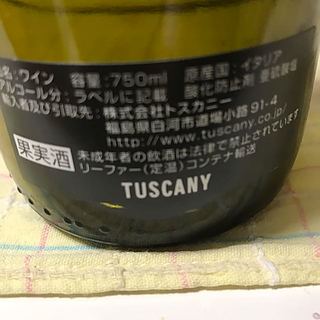 名：ワイン 容量：750ml 原産国：イタリア
アルコール分：ラベルに記載 酸化防止剤 亜硫酸塩
輸入者及び引取先：株式会社トスカニー
福島県白河市道場小路91-4
http://www.tuscany.co.jp/
未成年者の飲酒は法律で禁止されています
果実酒 リーファー(定温)コンテナ輸送
TUSCANY